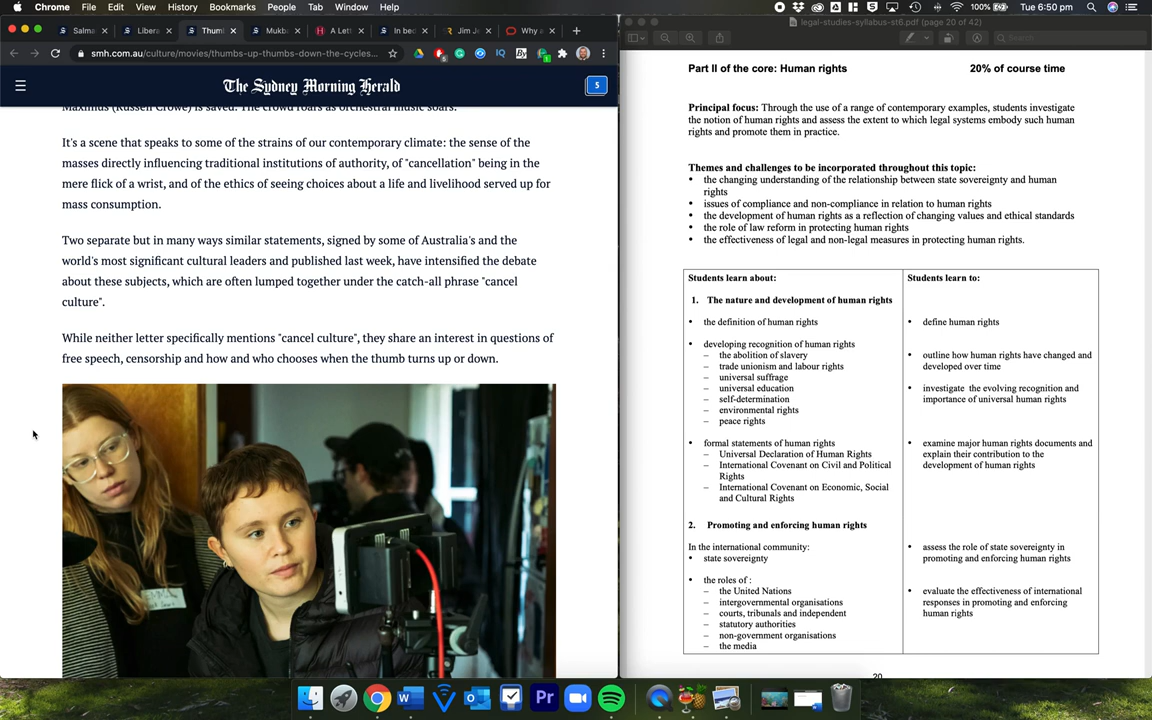 Chrome File Edit View History Bookmarks People Tab Window Help 100% Tue 6:50 pm
Salma Libera Thum Mukb A Lett In bed Jim J Why a
smh.com.au/culture/movies/thumbs-up-thumbs-down-the-cycles...
The Sydney Morning Herald 5
Maximus (Russell Crowe) is saved. The crowd roars as orchestral music soars.
It's a scene that speaks to some of the strains of our contemporary climate: the sense of the
masses directly influencing traditional institutions of authority, of "cancellation" being in the
mere flick of a wrist, and of the ethics of seeing choices about a life and livelihood served up for
mass consumption.
Two separate but in many ways similar statements, signed by some of Australia's and the
world's most significant cultural leaders and published last week, have intensified the debate
about these subjects, which are often lumped together under the catch-all phrase "cancel
culture".
While neither letter specifically mentions "cancel culture", they share an interest in questions of
free speech, censorship and how and who chooses when the thumb turns up or down.
legal-studies-syllabus-st6.pdf (page 20 of 42)
Search
Part II of the core: Human rights 20% of course time
Principal focus: Through the use of a range of contemporary examples, students investigate
the notion of human rights and assess the extent to which legal systems embody such human
rights and promote them in practice.
Themes and challenges to be incorporated throughout this topic:
• the changing understanding of the relationship between state sovereignty and human
rights
• issues of compliance and non-compliance in relation to human rights
• the development of human rights as a reflection of changing values and ethical standards
• the role of law reform in protecting human rights
• the effectiveness of legal and non-legal measures in protecting human rights.
Students learn about: Students learn to:
1. The nature and development of human rights
• the definition of human rights • define human rights
• developing recognition of human rights
– the abolition of slavery
– trade unionism and labour rights
– universal suffrage
– universal education
– self-determination
– environmental rights
– peace rights
• outline how human rights have changed and
developed over time
• investigate the evolving recognition and
importance of universal human rights
• formal statements of human rights
– Universal Declaration of Human Rights
– International Covenant on Civil and Political
Rights
– International Covenant on Economic, Social
and Cultural Rights
• examine major human rights documents and
explain their contribution to the
development of human rights
2. Promoting and enforcing human rights
In the international community:
• state sovereignty
• the roles of :
– the United Nations
– intergovernmental organisations
– courts, tribunals and independent
– statutory authorities
– non-government organisations
– the media
• assess the role of state sovereignty in
promoting and enforcing human rights
• evaluate the effectiveness of international
responses in promoting and enforcing
human rights
20